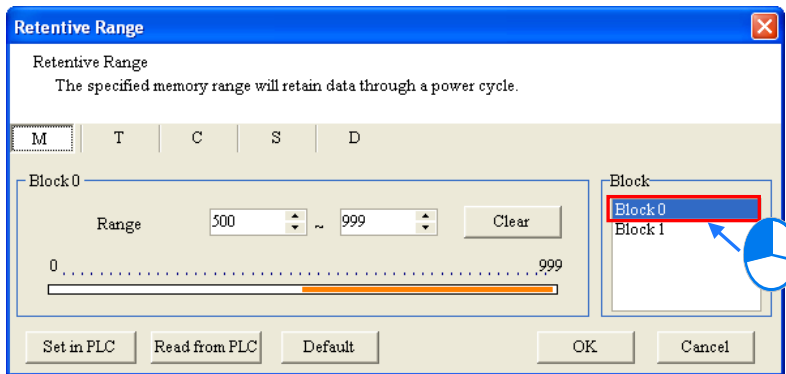 Retentive Range
Retentive Range
The specified memory range will retain data through a power cycle.
M T C S D
Block 0
Range 500 ~ 999 Clear
0 999
Block
Block 0
Block 1
Set in PLC Read from PLC Default OK Cancel